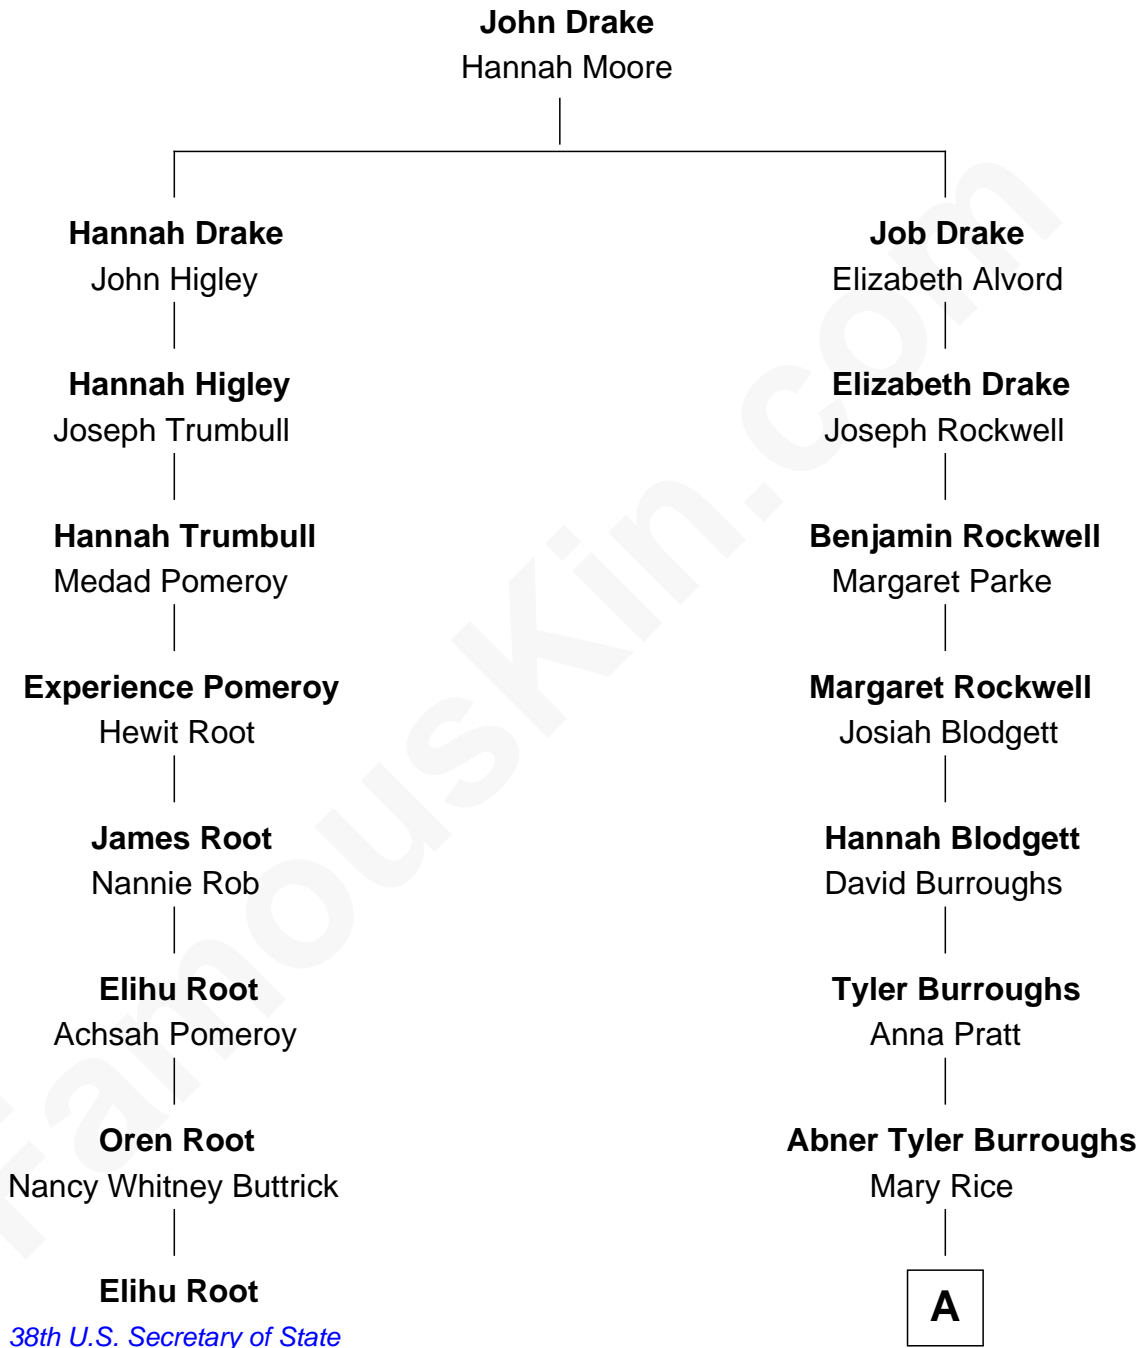 John Drake
Hannah Moore
Hannah Drake
John Higley
Job Drake
Elizabeth Alvord
Hannah Higley
Joseph Trumbull
Elizabeth Drake
Joseph Rockwell
Hannah Trumbull
Medad Pomeroy
Benjamin Rockwell
Margaret Parke
Experience Pomeroy
Hewit Root
Margaret Rockwell
Josiah Blodgett
James Root
Nannie Rob
Hannah Blodgett
David Burroughs
Elihu Root
Achsah Pomeroy
Tyler Burroughs
Anna Pratt
Oren Root
Nancy Whitney Buttrick
Abner Tyler Burroughs
Mary Rice
Elihu Root
38th U.S. Secretary of State
A
FamousKin.com